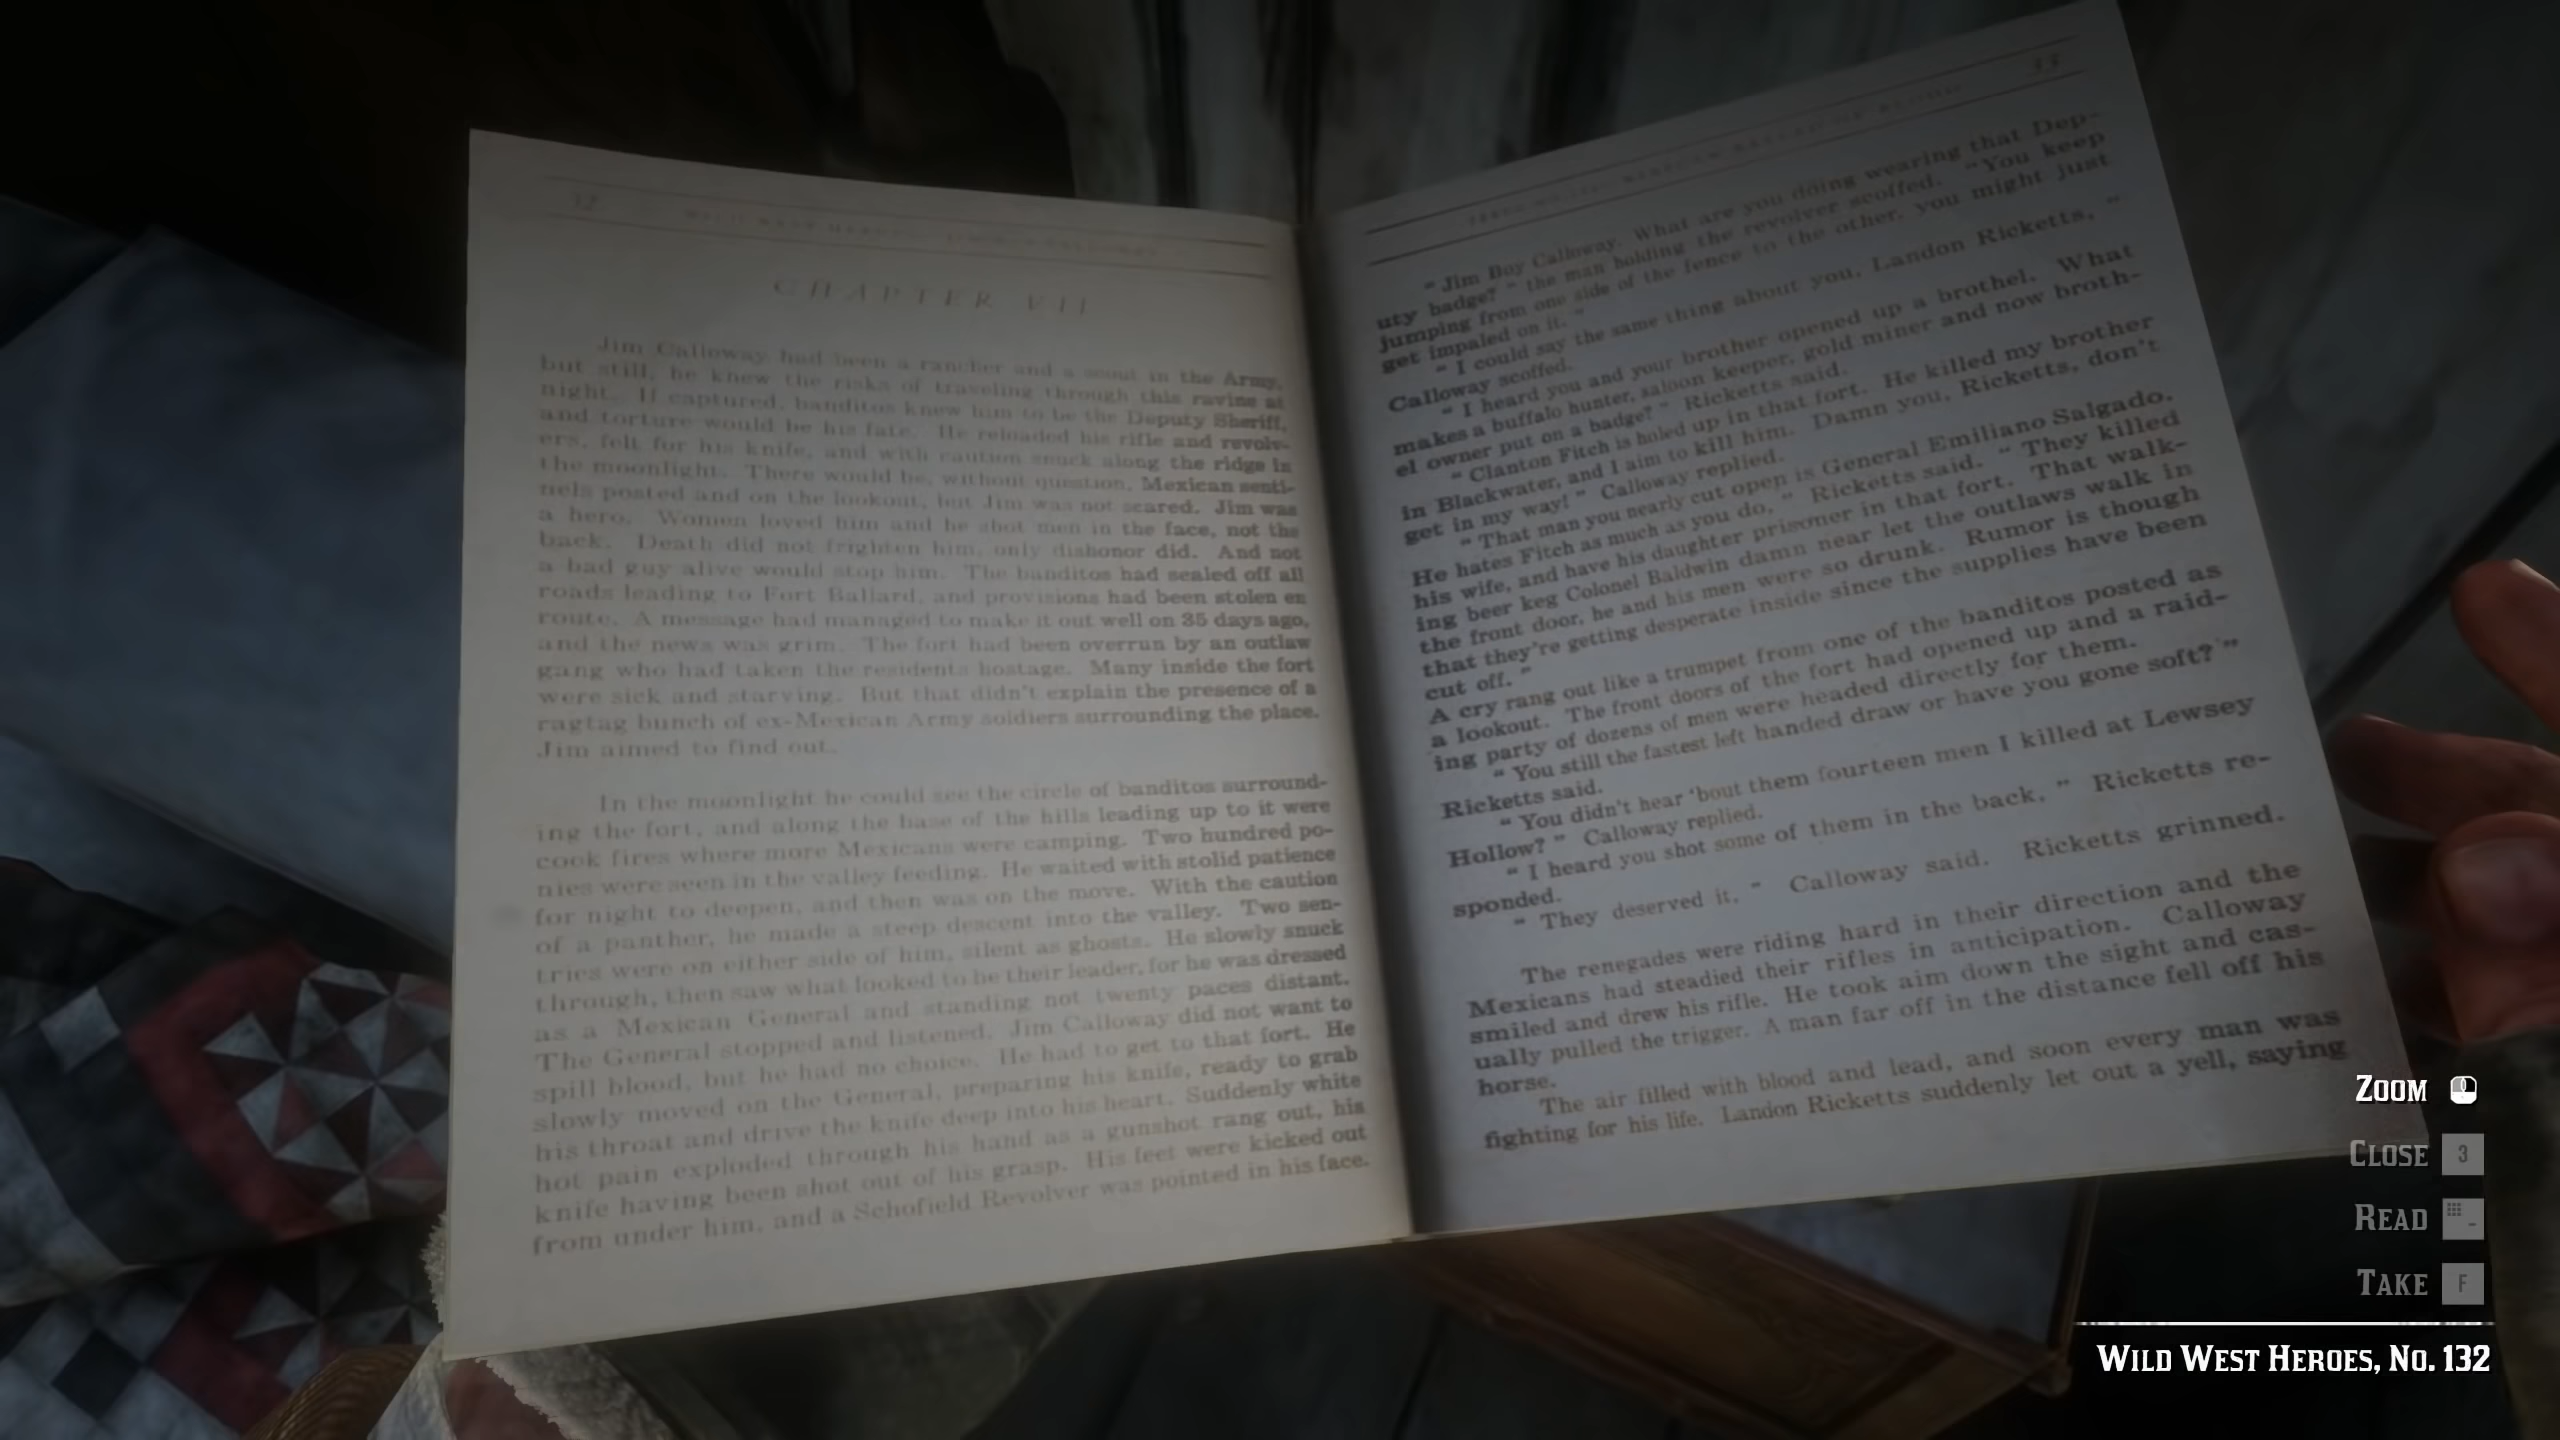 CHAPTER VII
Jim Calloway had been a rancher and a scout in the Army,
but still, he knew the risks of traveling through this ravine at
night. If captured, banditos knew him to be the Deputy Sheriff,
and torture would be his fate. He reloaded his rifle and revolv-
ers, felt for his knife, and with caution snuck along the ridge in
the moonlight. There would be, without question, Mexican senti-
nels posted and on the lookout, but Jim was not scared. Jim was
a hero. Women loved him and he shot men in the face, not the
back. Death did not frighten him, only dishonor did. And not
a bad guy alive would stop him. The banditos had sealed off all
roads leading to Fort Ballard, and provisions had been stolen en
route. A message had managed to make it out well on 35 days ago,
and the news was grim. The fort had been overrun by an outlaw
gang who had taken the residents hostage. Many inside the fort
were sick and starving. But that didn't explain the presence of a
ragtag bunch of ex-Mexican Army soldiers surrounding the place.
Jim aimed to find out.
In the moonlight he could see the circle of banditos surround-
ing the fort, and along the base of the hills leading up to it were
cook fires where more Mexicans were camping. Two hundred po-
nies were seen in the valley feeding. He waited with stolid patience
for night to deepen, and then was on the move. With the caution
of a panther, he made a steep descent into the valley. Two sen-
tries were on either side of him, silent as ghosts. He slowly snuck
through, then saw what looked to be their leader, for he was dressed
as a Mexican General and standing not twenty paces distant.
The General stopped and listened. Jim Calloway did not want to
spill blood, but he had no choice. He had to get to that fort. He
slowly moved on the General, preparing his knife, ready to grab
his throat and drive the knife deep into his heart. Suddenly white
hot pain exploded through his hand as a gunshot rang out, his
knife having been shot out of his grasp. His feet were kicked out
from under him, and a Schofield Revolver was pointed in his face.
" Jim Boy Calloway. What are you doing wearing that Dep-
uty badge? " the man holding the revolver scoffed. " You keep
jumping from one side of the fence to the other, you might just
get impaled on it. "
" I could say the same thing about you, Landon Ricketts, "
Calloway scoffed.
" I heard you and your brother opened up a brothel. What
makes a buffalo hunter, saloon keeper, gold miner and now broth-
el owner put on a badge? " Ricketts said.
" Clanton Fitch is holed up in that fort. He killed my brother
in Blackwater, and I aim to kill him. Damn you, Ricketts, don't
get in my way! " Calloway replied.
" That man you nearly cut open is General Emiliano Salgado.
He hates Fitch as much as you do, " Ricketts said. " They killed
his wife, and have his daughter prisoner in that fort. That walk-
ing beer keg Colonel Baldwin damn near let the outlaws walk in
the front door, he and his men were so drunk. Rumor is though
that they're getting desperate inside since the supplies have been
cut off. "
A cry rang out like a trumpet from one of the banditos posted as
a lookout. The front doors of the fort had opened up and a raid-
ing party of dozens of men were headed directly for them.
" You still the fastest left handed draw or have you gone soft? "
Ricketts said.
" You didn't hear 'bout them fourteen men I killed at Lewsey
Hollow? " Calloway replied.
" I heard you shot some of them in the back, " Ricketts re-
sponded.
" They deserved it, " Calloway said. Ricketts grinned.
The renegades were riding hard in their direction and the
Mexicans had steadied their rifles in anticipation. Calloway
smiled and drew his rifle. He took aim down the sight and cas-
ually pulled the trigger. A man far off in the distance fell off his
horse.
The air filled with blood and lead, and soon every man was
fighting for his life. Landon Ricketts suddenly let out a yell, saying
ZOOM
CLOSE 3
READ
TAKE F
WILD WEST HEROES, NO. 132